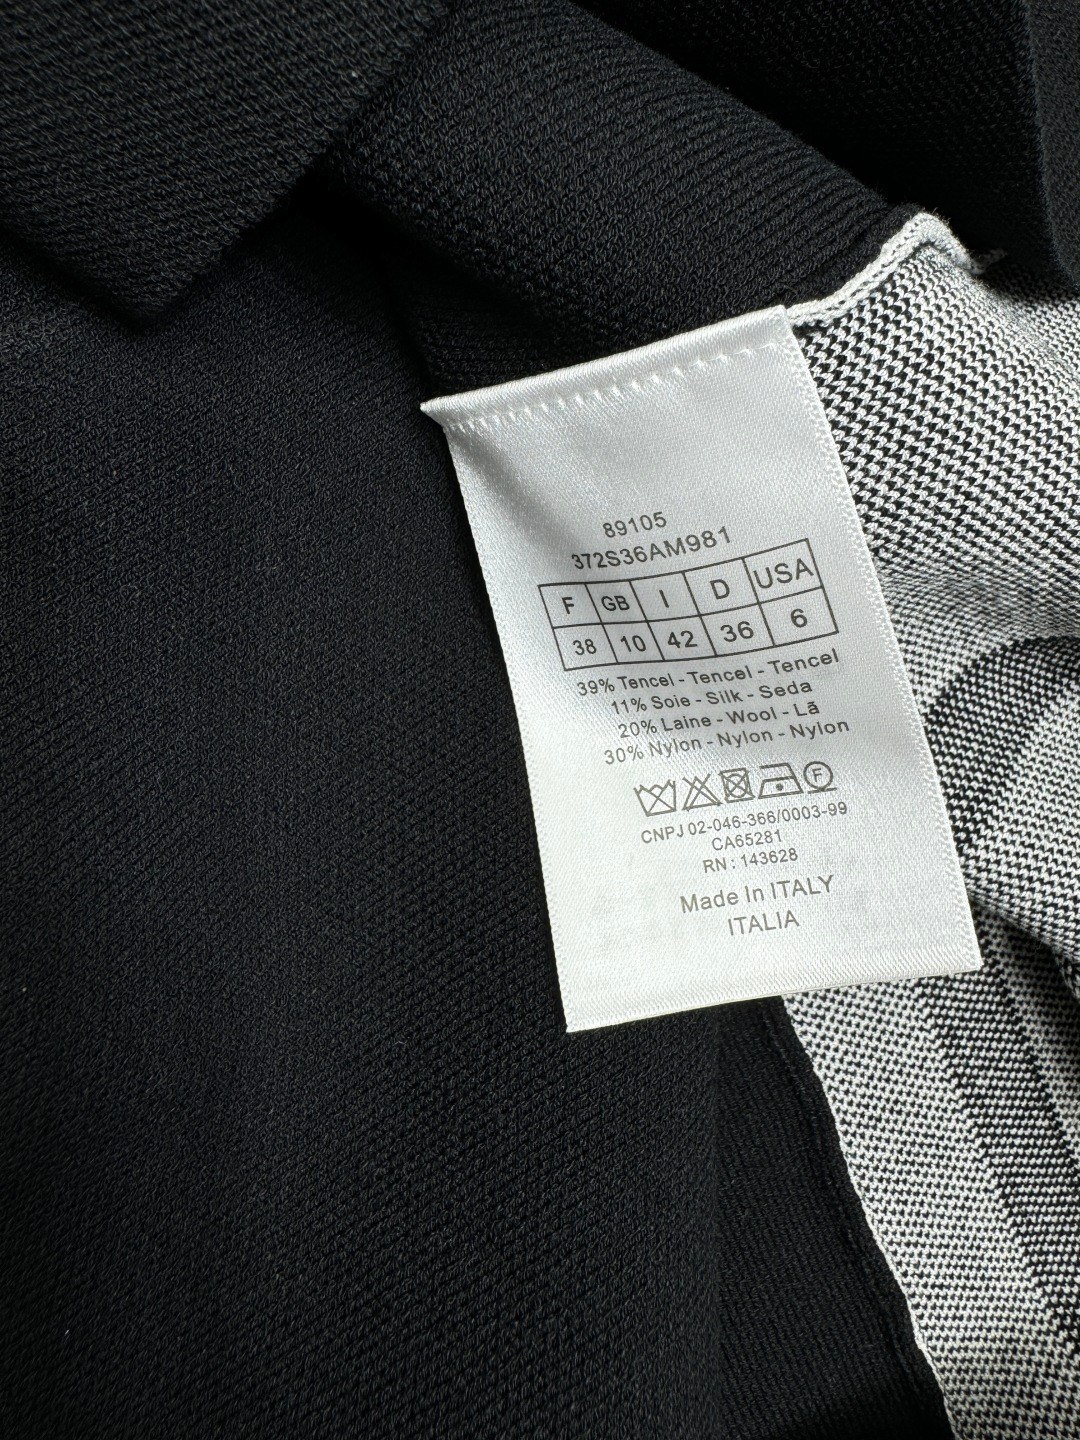 89105
372S36AM981
F GB I D USA
38 10 42 36 6
39% Tencel - Tencel - Tencel
11% Soie - Silk - Seda
20% Laine - Wool - Lã
30% Nylon - Nylon - Nylon
F
CNPJ 02-046-366/0003-99
CA65281
RN : 143628
Made In ITALY
ITALIA